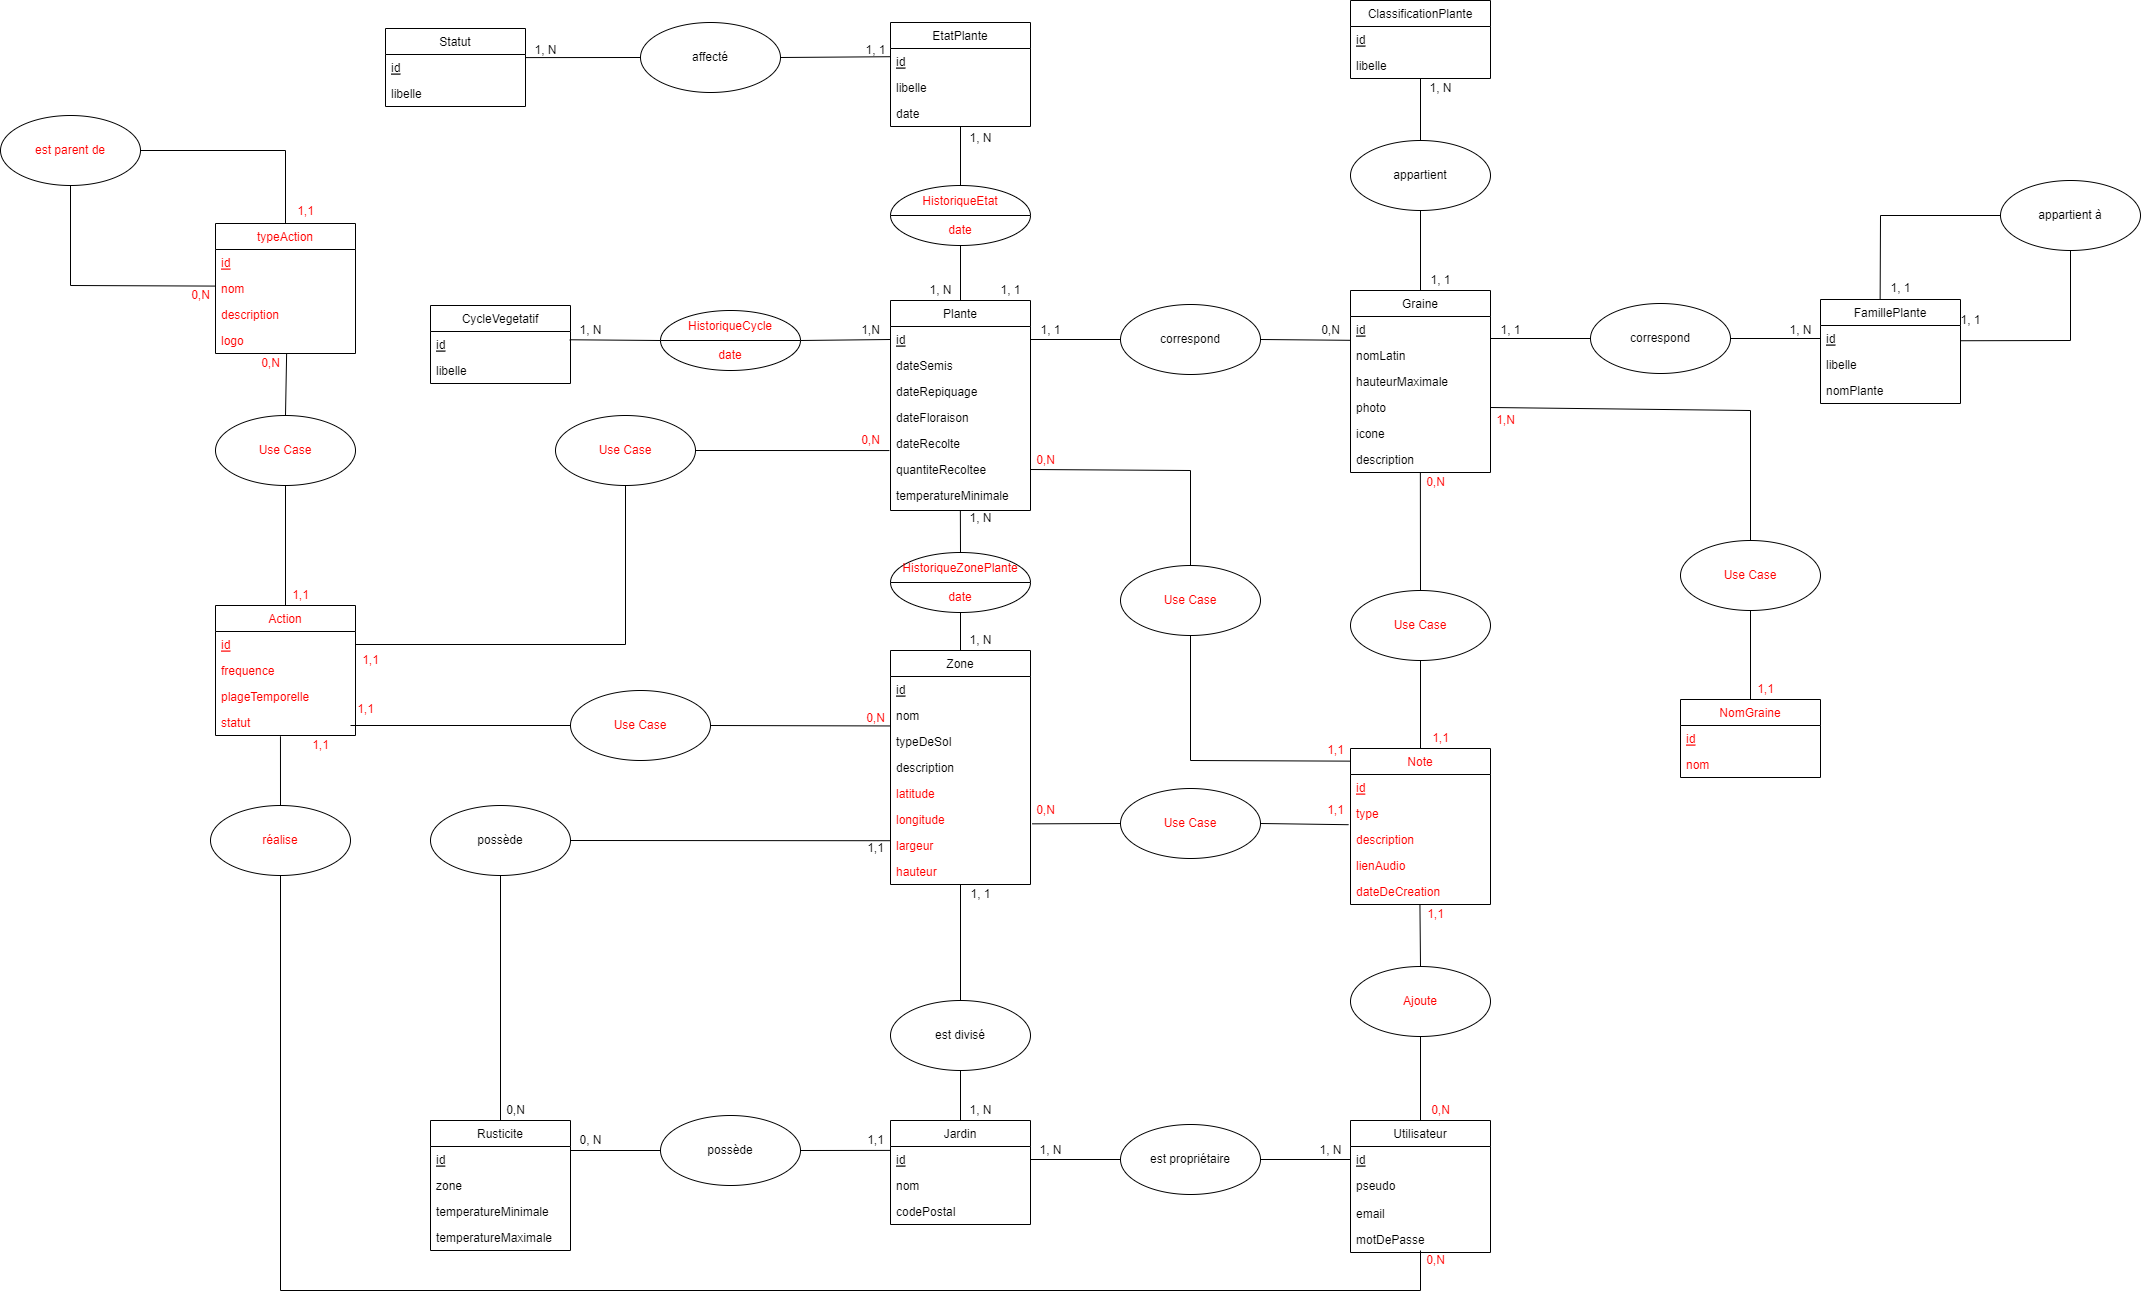 ClassificationPlante
id
libelle
1, N
Statut
id
libelle
1, N
affecté
1, 1
EtatPlante
id
libelle
date
1, N
est parent de
1,1
appartient
1, 1
HistoriqueEtat
date
appartient à
1, 1
1, 1
typeAction
id
nom
description
logo
0,N
0,N
CycleVegetatif
id
libelle
1, N
HistoriqueCycle
date
1,N
1, N
1, 1
Plante
id
dateSemis
dateRepiquage
dateFloraison
dateRecolte
quantiteRecoltee
temperatureMinimale
1, 1
correspond
0,N
Graine
id
nomLatin
hauteurMaximale
photo
icone
description
1, 1
correspond
1, N
FamillePlante
id
libelle
nomPlante
1,N
0,N
Use Case
Use Case
0,N
0,N
1, N
HistoriqueZonePlante
date
1, N
Use Case
Use Case
Use Case
1,1
NomGraine
id
nom
1,1
Action
id
frequence
plageTemporelle
statut
1,1
1,1
1,1
Use Case
0,N
Zone
id
nom
typeDeSol
description
latitude
longitude
largeur
hauteur
1,1
1, 1
0,N
Use Case
1,1
1,1
1,1
Note
id
type
description
lienAudio
dateDeCreation
1,1
réalise
possède
Ajoute
est divisé
0,N
Rusticite
id
zone
temperatureMinimale
temperatureMaximale
0, N
possède
1,1
1, N
Jardin
id
nom
codePostal
1, N
est propriétaire
1, N
0,N
Utilisateur
id
pseudo
email
motDePasse
0,N